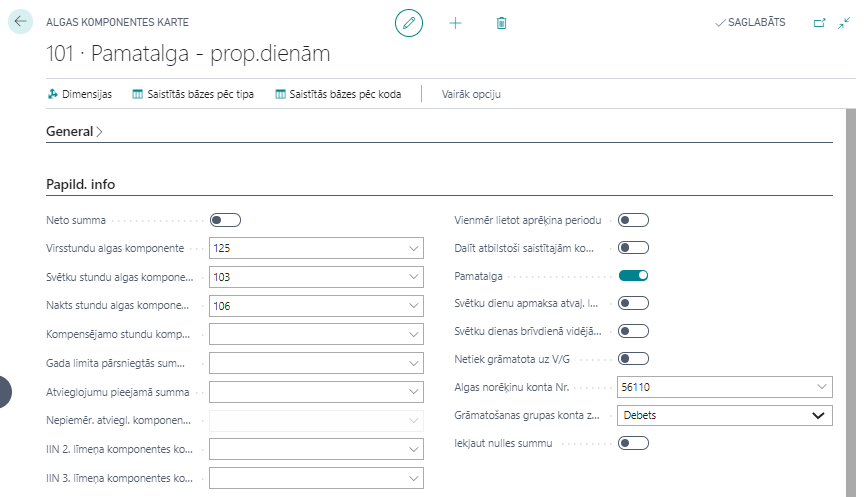 ALGAS KOMPONENTES KARTE
SAGLABĀTS
101 · Pamatalga - prop.dienām
Dimensijas
Saistītās bāzes pēc tipa
Saistītās bāzes pēc koda
Vairāk opciju
General
Papild. info
Neto summa
Virsstundu algas komponente 125
Svētku stundu algas kompone... 103
Nakts stundu algas kompone... 106
Kompensējamo stundu komp...
Gada limita pārsniegtās sum...
Atvieglojumu pieejamā summa
Nepiemēr. atviegl. komponen...
IIN 2. līmeņa komponentes ko...
IIN 3. līmeņa komponentes ko...
Vienmēr lietot aprēķina periodu
Dalīt atbilstoši saistītajām ko...
Pamatalga
Svētku dienu apmaksa atvaļ. l...
Svētku dienas brīvdienā vidējā...
Netiek grāmatota uz V/G
Algas norēķinu konta Nr. 56110
Grāmatošanas grupas konta z... Debets
Iekļaut nulles summu